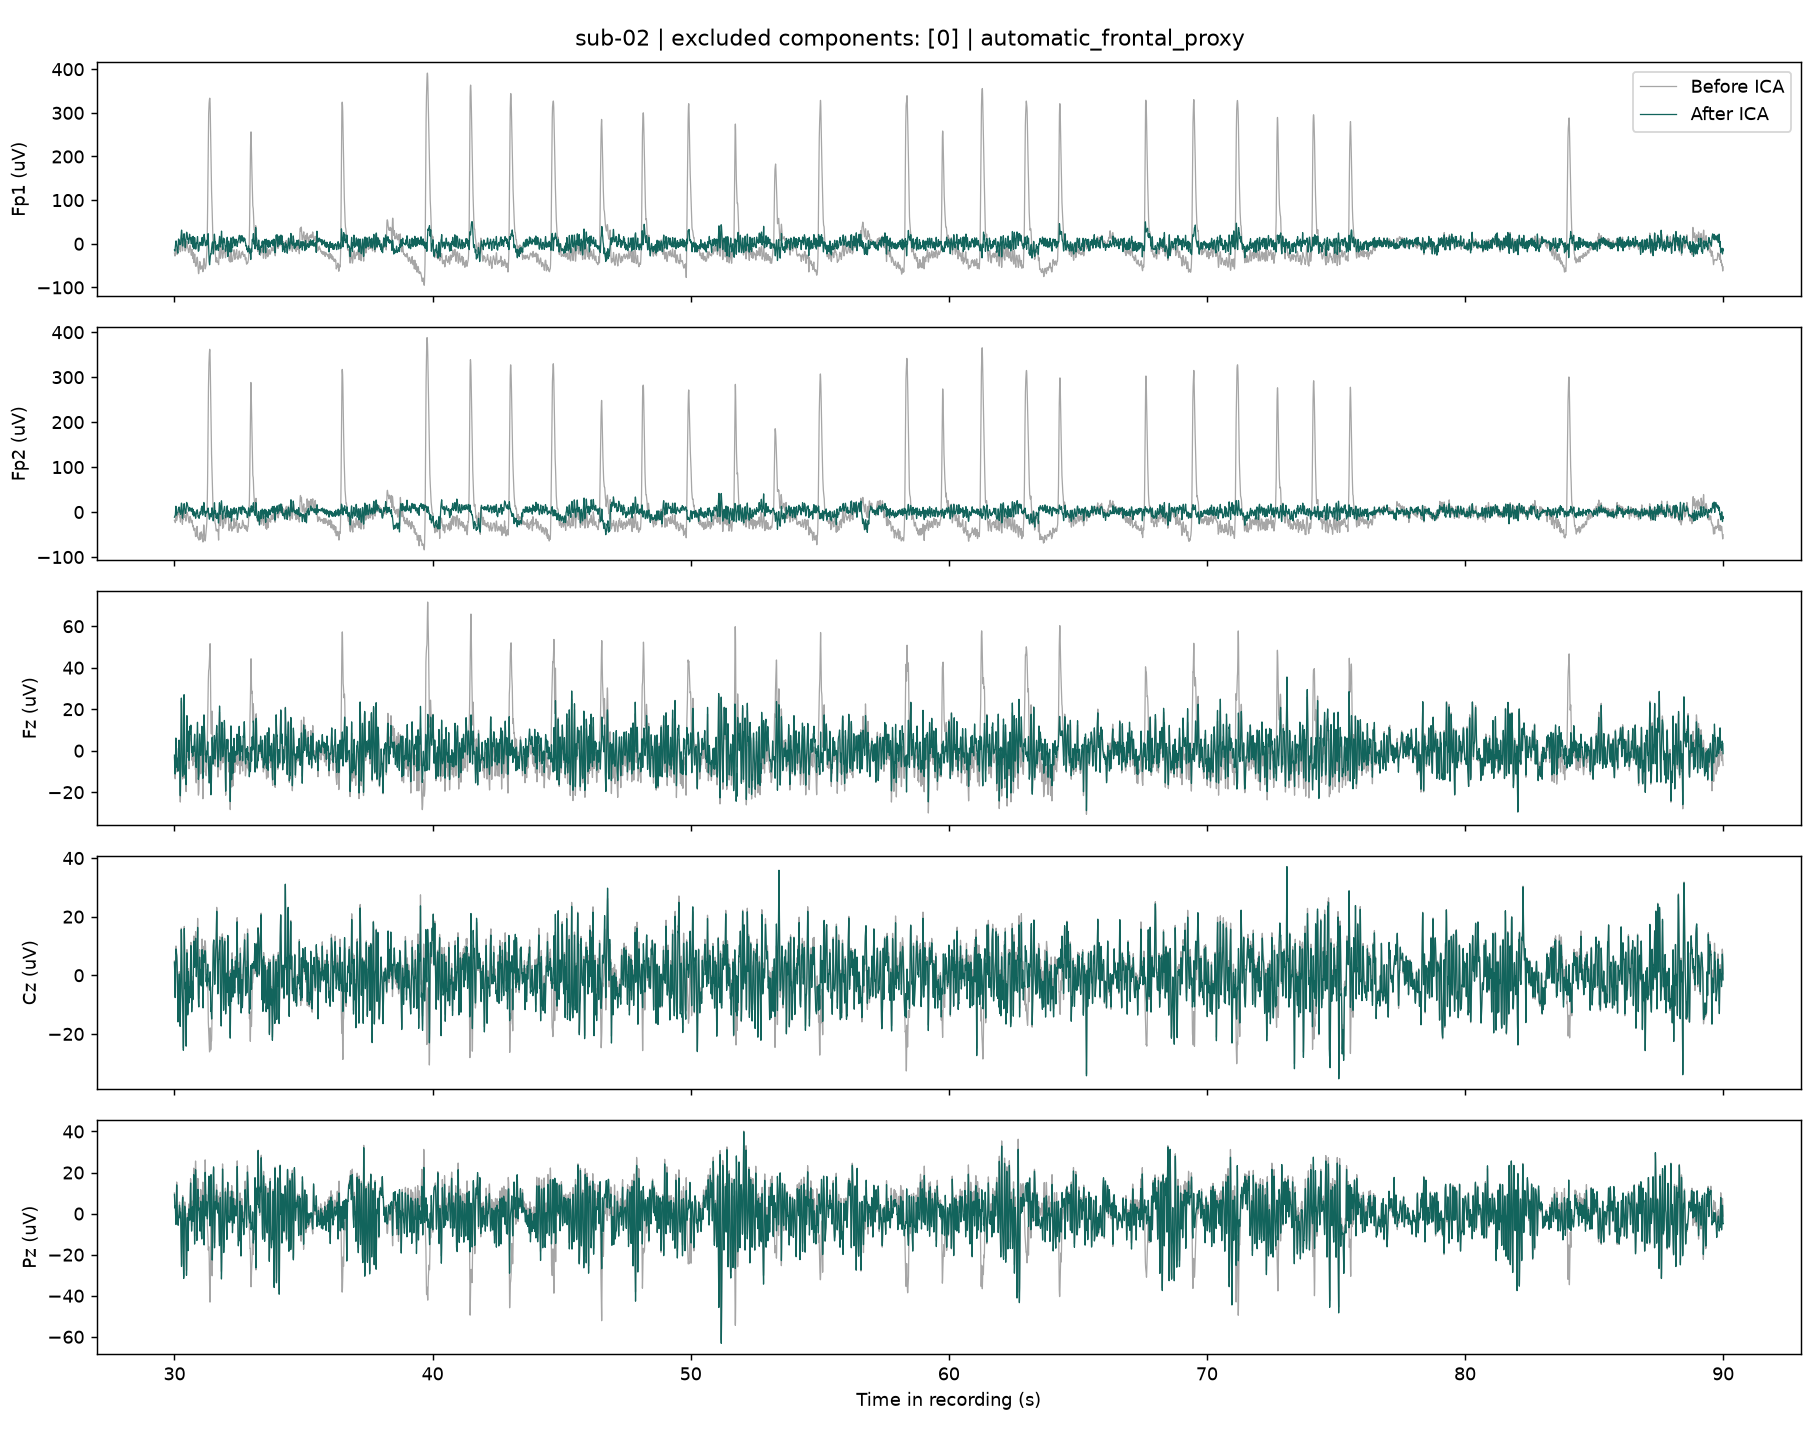 sub-02 | excluded components: [0] | automatic_frontal_proxy
400
300
200
100
0
−100
Fp1 (uV)
Before ICA
After ICA
400
300
200
100
0
−100
Fp2 (uV)
60
40
20
0
−20
Fz (uV)
40
20
0
−20
Cz (uV)
40
20
0
−20
−40
−60
Pz (uV)
30 40 50 60 70 80 90
Time in recording (s)